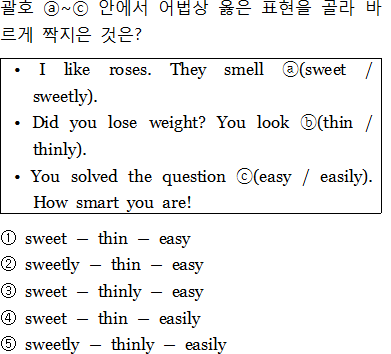 괄호 ⓐ~ⓒ 안에서 어법상 옳은 표현을 골라 바
르게 짝지은 것은?
• I like roses. They smell ⓐ(sweet /
sweetly).
• Did you lose weight? You look ⓑ(thin /
thinly).
• You solved the question ⓒ(easy / easily).
How smart you are!
① sweet - thin - easy
② sweetly - thin - easy
③ sweet - thinly - easy
④ sweet - thin - easily
⑤ sweetly - thinly - easily